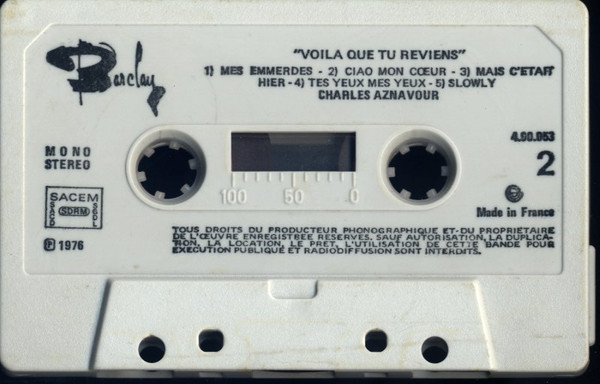 Barclay
"VOILA QUE TU REVIENS"
1) MES EMMERDES - 2) CIAO MON CŒUR - 3) MAIS C'ETAIT
HIER - 4) TES YEUX MES YEUX - 5) SLOWLY
CHARLES AZNAVOUR
MONO
STEREO
4.90.053
2
100 50 0
SACEM
SACD
SDRM
SGDL
Made in France
℗ 1976
TOUS DROITS DU PRODUCTEUR PHONOGRAPHIQUE ET DU PROPRIETAIRE
DE L'ŒUVRE ENREGISTREE RESERVES. SAUF AUTORISATION, LA DUPLICA-
TION, LA LOCATION, LE PRET, L'UTILISATION DE CETTE BANDE POUR
EXECUTION PUBLIQUE ET RADIODIFFUSION SONT INTERDITS.